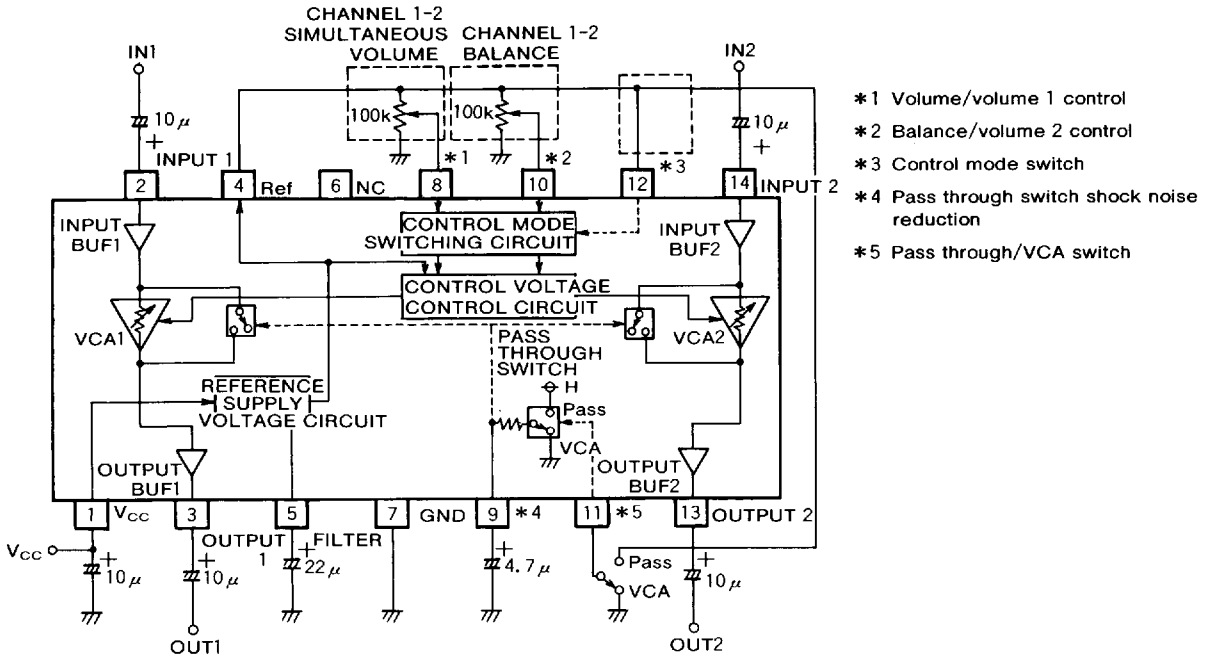 CHANNEL 1-2
SIMULTANEOUS
VOLUME
CHANNEL 1-2
BALANCE
IN1
IN2
10μ
+
100k
100k
10μ
+
*1 Volume/volume 1 control
*2 Balance/volume 2 control
*3 Control mode switch
*4 Pass through switch shock noise
reduction
*5 Pass through/VCA switch
INPUT 1
*1
*2
*3
2
4
Ref
6
NC
8
10
12
14
INPUT 2
INPUT
BUF1
CONTROL MODE
SWITCHING CIRCUIT
INPUT
BUF2
CONTROL VOLTAGE
CONTROL CIRCUIT
VCA1
VCA2
PASS
THROUGH
SWITCH
H
Pass
VCA
REFERENCE
SUPPLY
VOLTAGE CIRCUIT
OUTPUT
BUF1
OUTPUT
BUF2
1
VCC
3
5
7
GND
9
*4
11
*5
13
OUTPUT 2
OUTPUT
1
FILTER
VCC
+
10μ
+
10μ
+
22μ
+
4.7μ
Pass
VCA
+
10μ
OUT1
OUT2